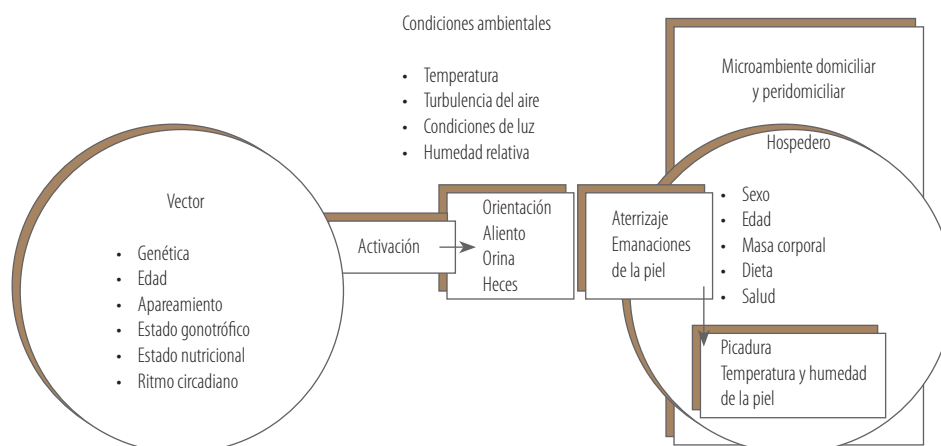 Condiciones ambientales
• Temperatura
• Turbulencia del aire
• Condiciones de luz
• Humedad relativa
Vector
• Genética
• Edad
• Apareamiento
• Estado gonotrófico
• Estado nutricional
• Ritmo circadiano
Activación
Orientación
Aliento
Orina
Heces
Aterrizaje
Emanaciones
de la piel
Microambiente domiciliar
y peridomiciliar
Hospedero
• Sexo
• Edad
• Masa corporal
• Dieta
• Salud
Picadura
Temperatura y humedad
de la piel